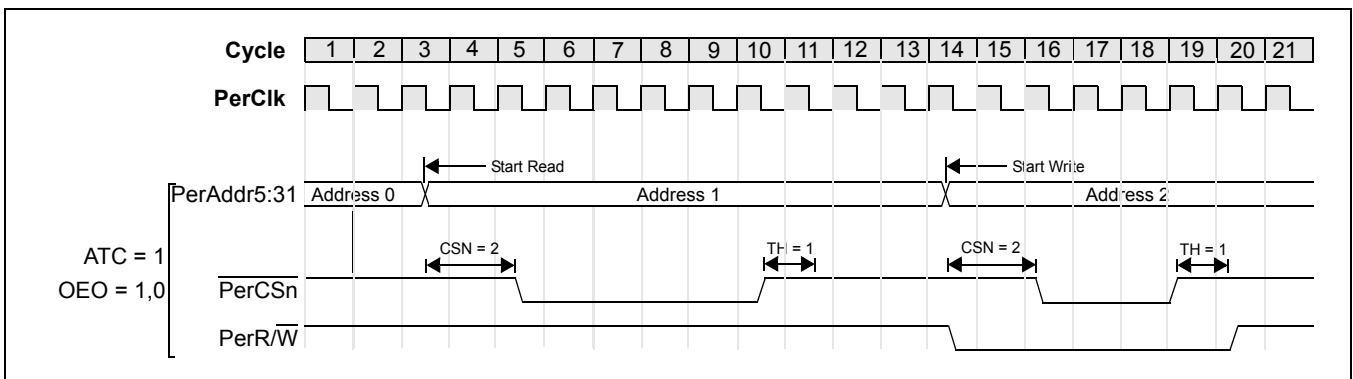 Cycle 1 2 3 4 5 6 7 8 9 10 11 12 13 14 15 16 17 18 19 20 21
PerClk
Start Read Start Write
PerAddr5:31 Address 0 Address 1 Address 2
ATC = 1
OEO = 1,0
CSN = 2 TH = 1 CSN = 2 TH = 1
PerCSn
PerR/W